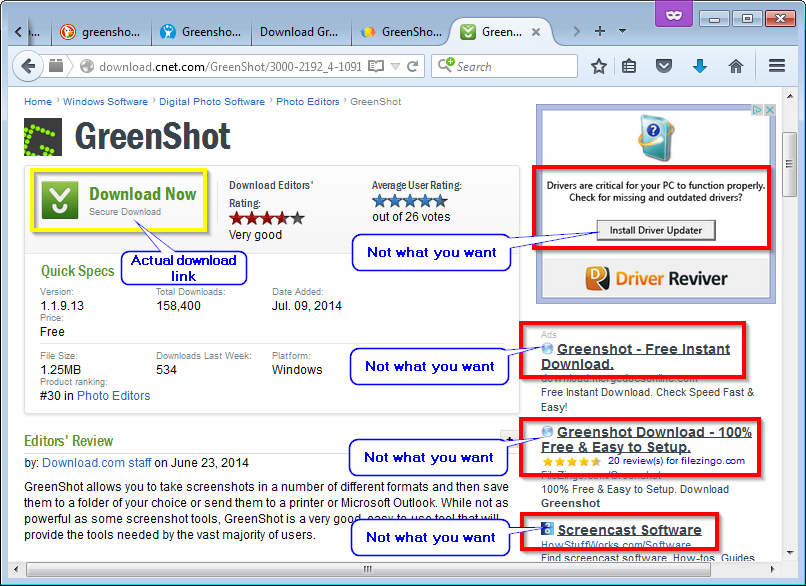 ...
greensho...
Greensho...
Download Gr...
GreenSho...
Green...
download.cnet.com/GreenShot/3000-2192_4-1091
Search
Home › Windows Software › Digital Photo Software › Photo Editors › GreenShot
GreenShot
Download Now
Secure Download
Download Editors'
Rating:
Very good
Average User Rating:
out of 26 votes
Actual download
link
Quick Specs
Version:
1.1.9.13
Price:
Free
Total Downloads:
158,400
Date Added:
Jul. 09, 2014
File Size:
1.25MB
Downloads Last Week:
534
Platform:
Windows
Product ranking:
#30 in Photo Editors
Editors' Review
by: Download.com staff on June 23, 2014
GreenShot allows you to take screenshots in a number of different formats and then save
them to a folder of your choice or send them to a printer or Microsoft Outlook. While not as
powerful as some screenshot tools, GreenShot is a very good, easy to use tool that will
provide the tools needed by the vast majority of users.
Drivers are critical for your PC to function properly.
Check for missing and outdated drivers?
Install Driver Updater
Driver Reviver
Not what you want
Ads
Greenshot - Free Instant
Download.
Free Instant Download. Check Speed Fast &
Easy!
Not what you want
Greenshot Download - 100%
Free & Easy to Setup.
20 review(s) for filezingo.com
FileZingo.com/Greenshot
100% Free & Easy to Setup. Download
Greenshot
Not what you want
Screencast Software
HowStuffWorks.com/Software
Find screencast software, How-tos, Guides
Not what you want